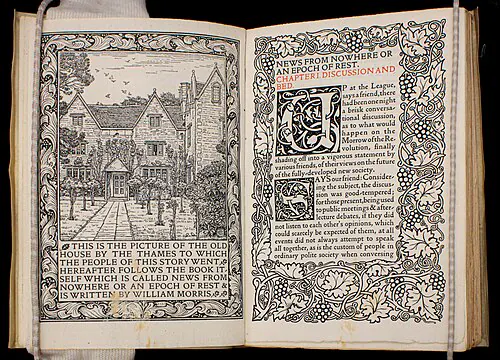 THIS IS THE PICTURE OF THE OLD
HOUSE BY THE THAMES TO WHICH
THE PEOPLE OF THIS STORY WENT
HEREAFTER FOLLOWS THE BOOK IT-
SELF WHICH IS CALLED NEWS FROM
NOWHERE OR AN EPOCH OF REST &
IS WRITTEN BY WILLIAM MORRIS
NEWS FROM NOWHERE OR
AN EPOCH OF REST.
CHAPTER I. DISCUSSION AND
BED.
UP at the League,
says a friend, there
had been one night
a brisk conversa-
tional discussion,
as to what would
happen on the
Morrow of the Re-
volution, finally
shading off into a vigorous statement by
various friends, of their views on the future
of the fully-developed new society.
SAYS our friend: Consider-
ing the subject, the discus-
sion was good-tempered;
for those present, being used
to public meetings & after-
lecture debates, if they did
not listen to each other's opinions, which
could scarcely be expected of them, at all
events did not always attempt to speak
all together, as is the custom of people in
ordinary polite society when conversing